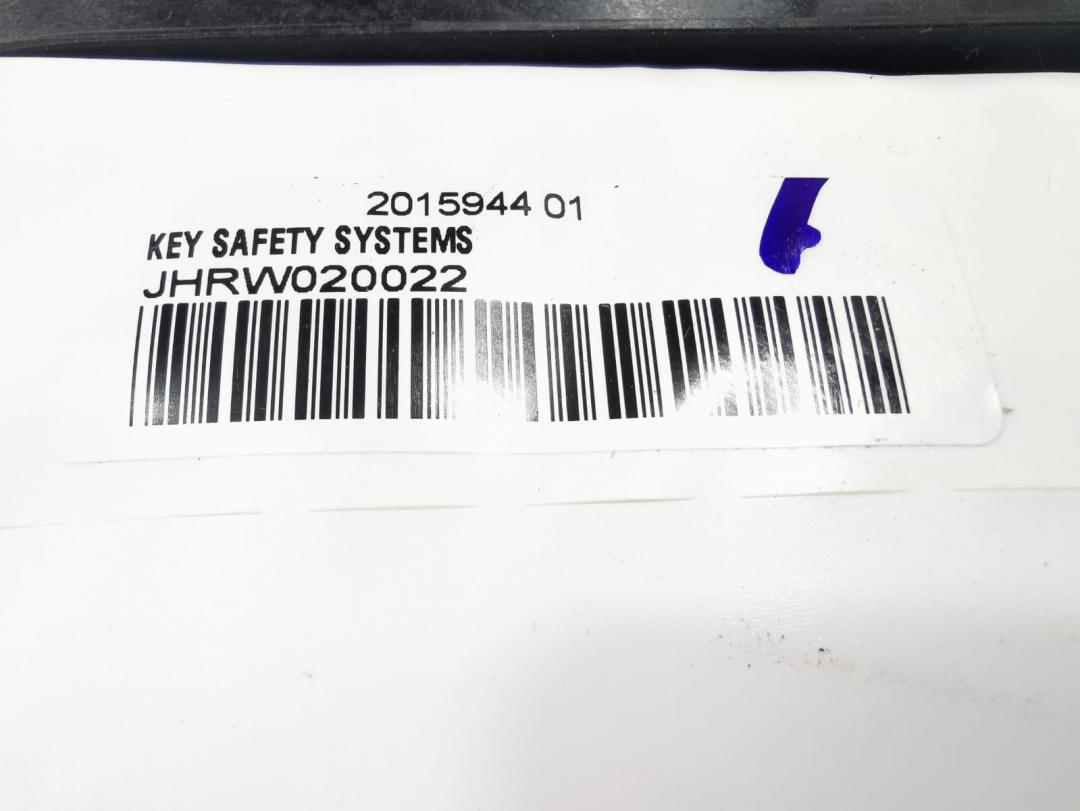 2015944 01
KEY SAFETY SYSTEMS
JHRW020022